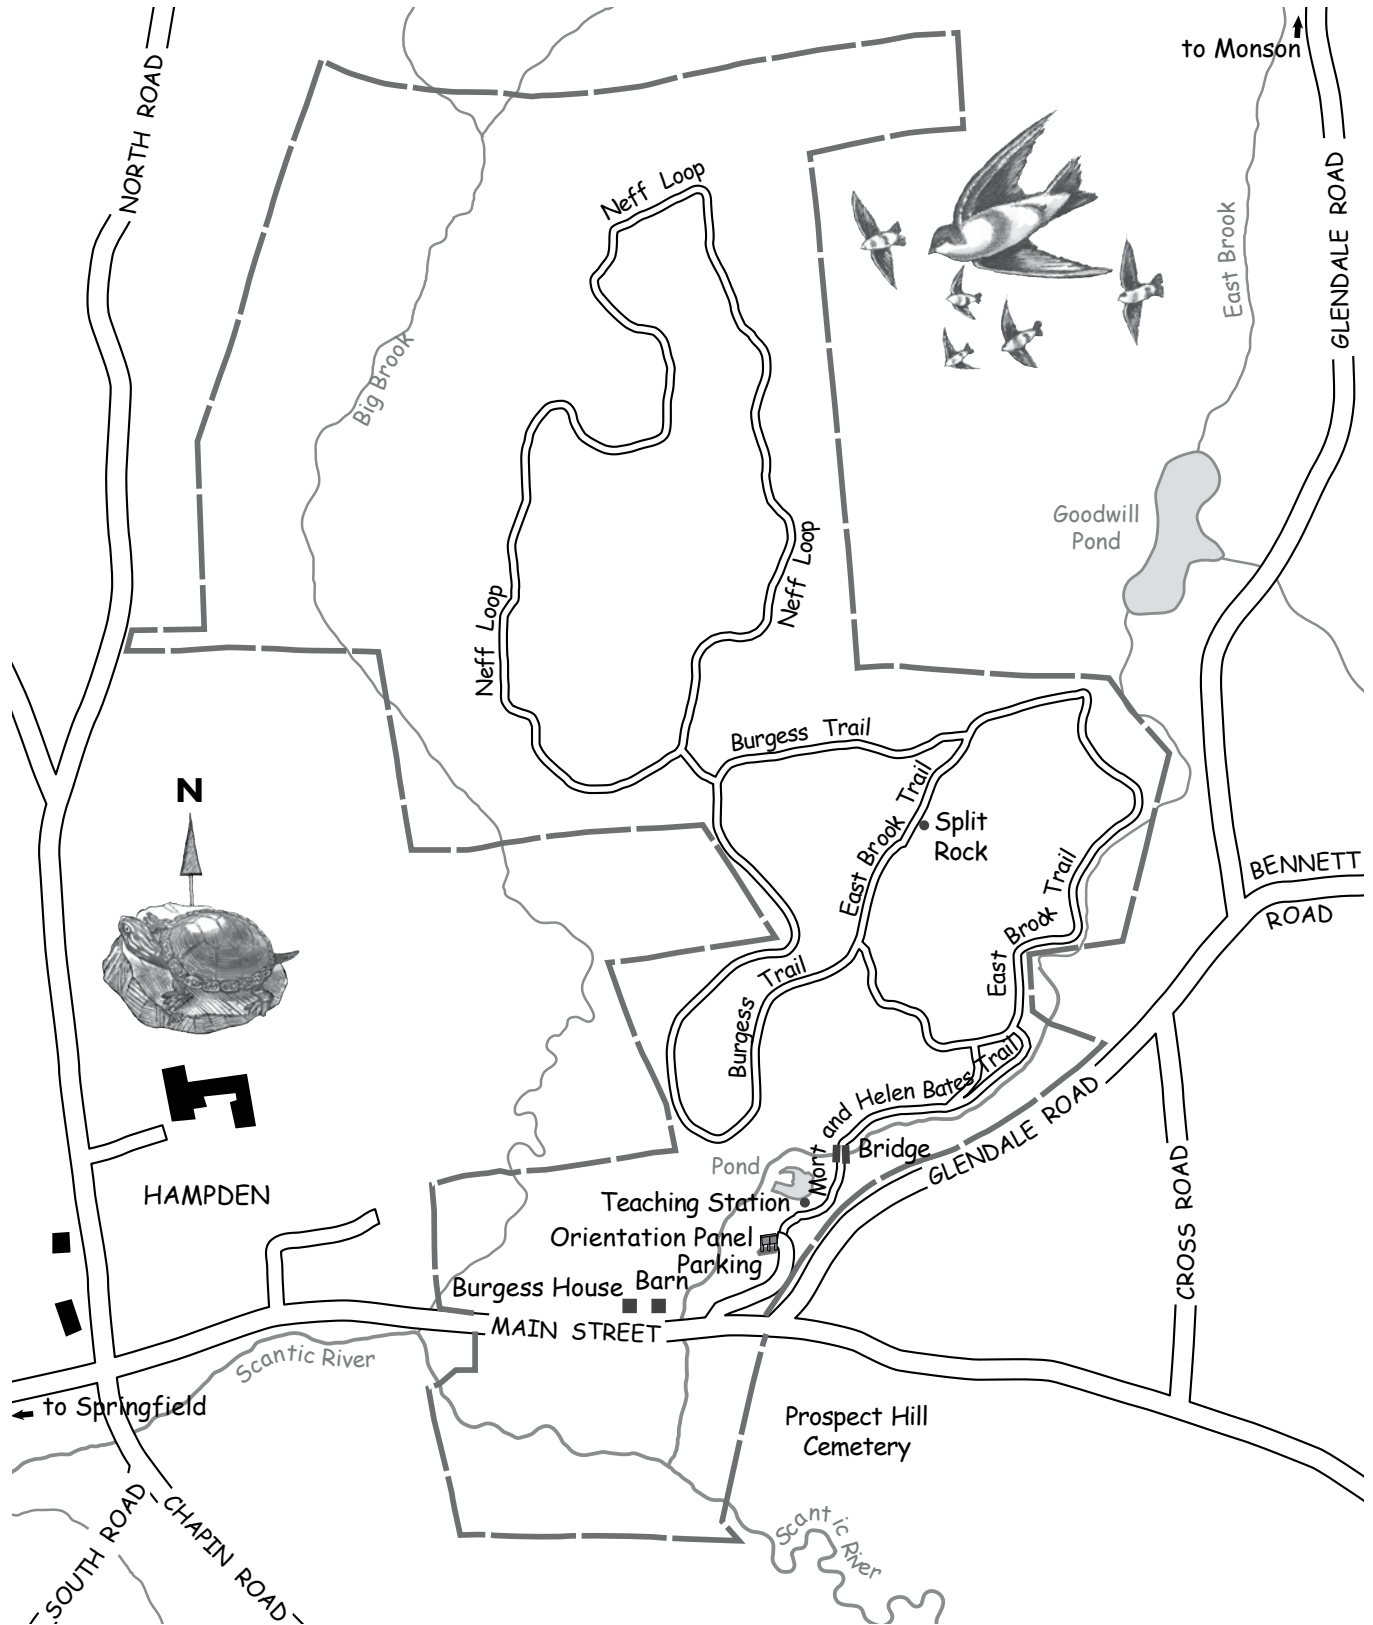 to Monson
NORTH ROAD
GLENDALE ROAD
Neff Loop
East Brook
Big Brook
Goodwill
Pond
Neff Loop
Neff Loop
Burgess Trail
East Brook Trail
N
Split
Rock
East Brook Trail
BENNETT
ROAD
Burgess Trail
Mort and Helen Bates Trail
GLENDALE ROAD
Bridge
Pond
HAMPDEN
Teaching Station
CROSS ROAD
Orientation Panel
Parking
Burgess House
Barn
MAIN STREET
Scantic River
to Springfield
Prospect Hill
Cemetery
SOUTH ROAD
CHAPIN ROAD
Scantic River